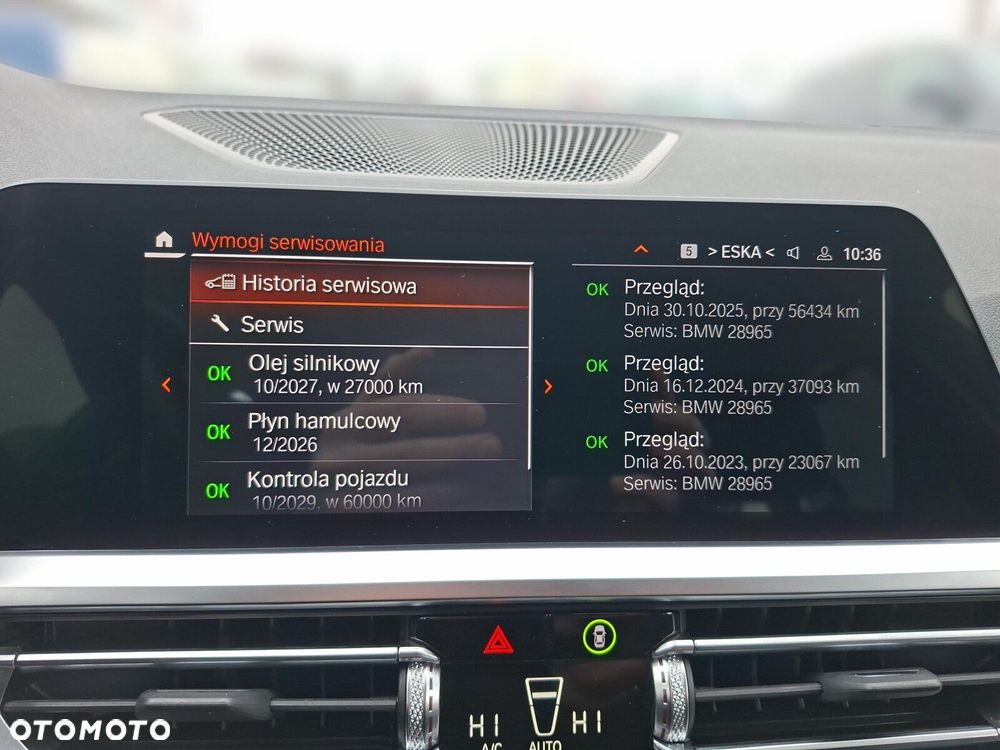 Wymogi serwisowania
5 > ESKA < 10:36
Historia serwisowa
Serwis
OK Olej silnikowy
10/2027, w 27000 km
OK Płyn hamulcowy
12/2026
OK Kontrola pojazdu
10/2029, w 60000 km
OK Przegląd:
Dnia 30.10.2025, przy 56434 km
Serwis: BMW 28965
OK Przegląd:
Dnia 16.12.2024, przy 37093 km
Serwis: BMW 28965
OK Przegląd:
Dnia 26.10.2023, przy 23067 km
Serwis: BMW 28965
HI HI
A/C AUTO
OTOMOTO